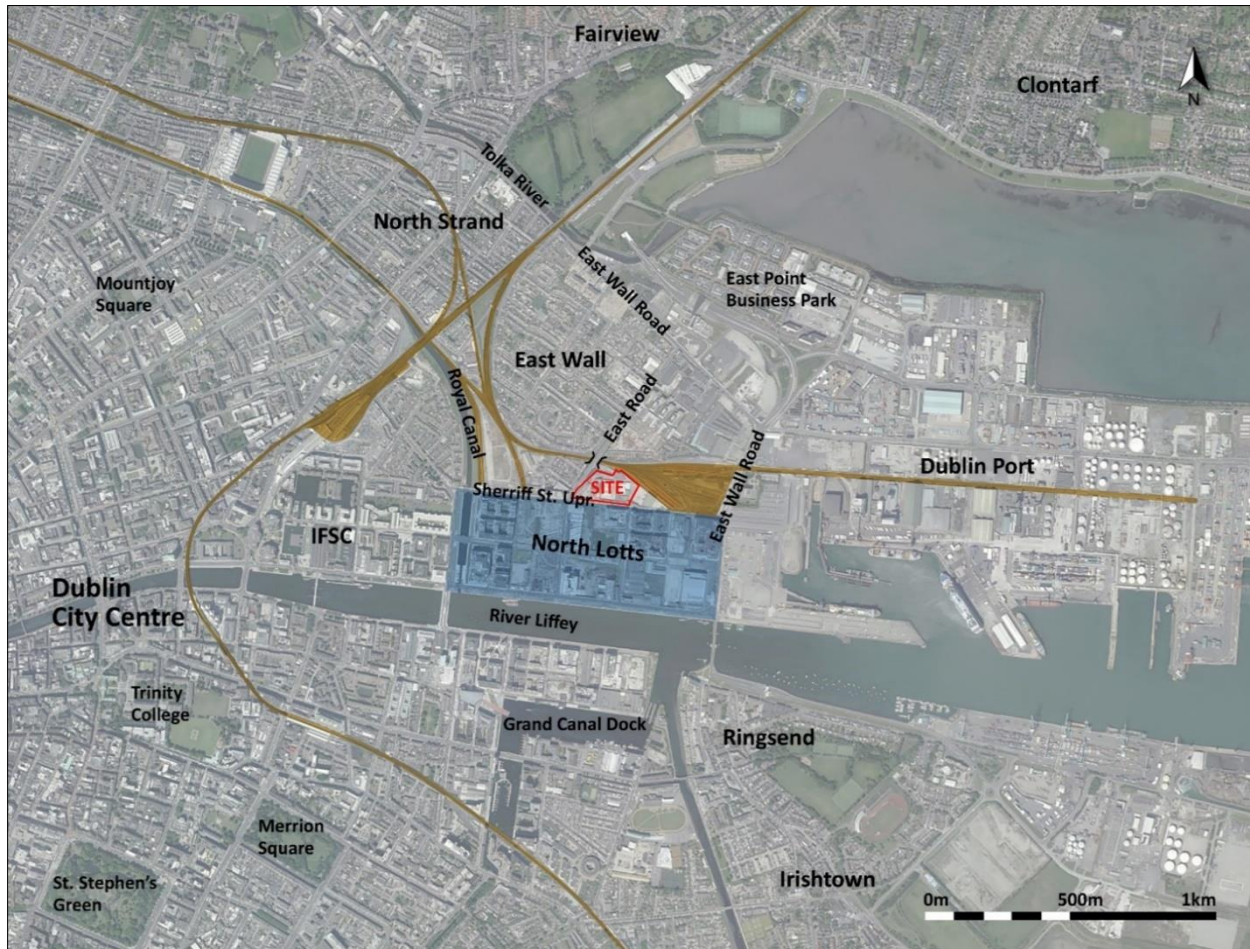 Fairview
Clontarf
N
Tolka River
North Strand
East Wall Road
Mountjoy
Square
East Point
Business Park
East Wall
East Road
Royal Canal
Dublin Port
East Wall Road
SITE
Sherriff St. Upr.
IFSC
North Lotts
Dublin
City Centre
River Liffey
Trinity
College
Grand Canal Dock
Ringsend
Merrion
Square
St. Stephen's
Green
Irishtown
0m
500m
1km